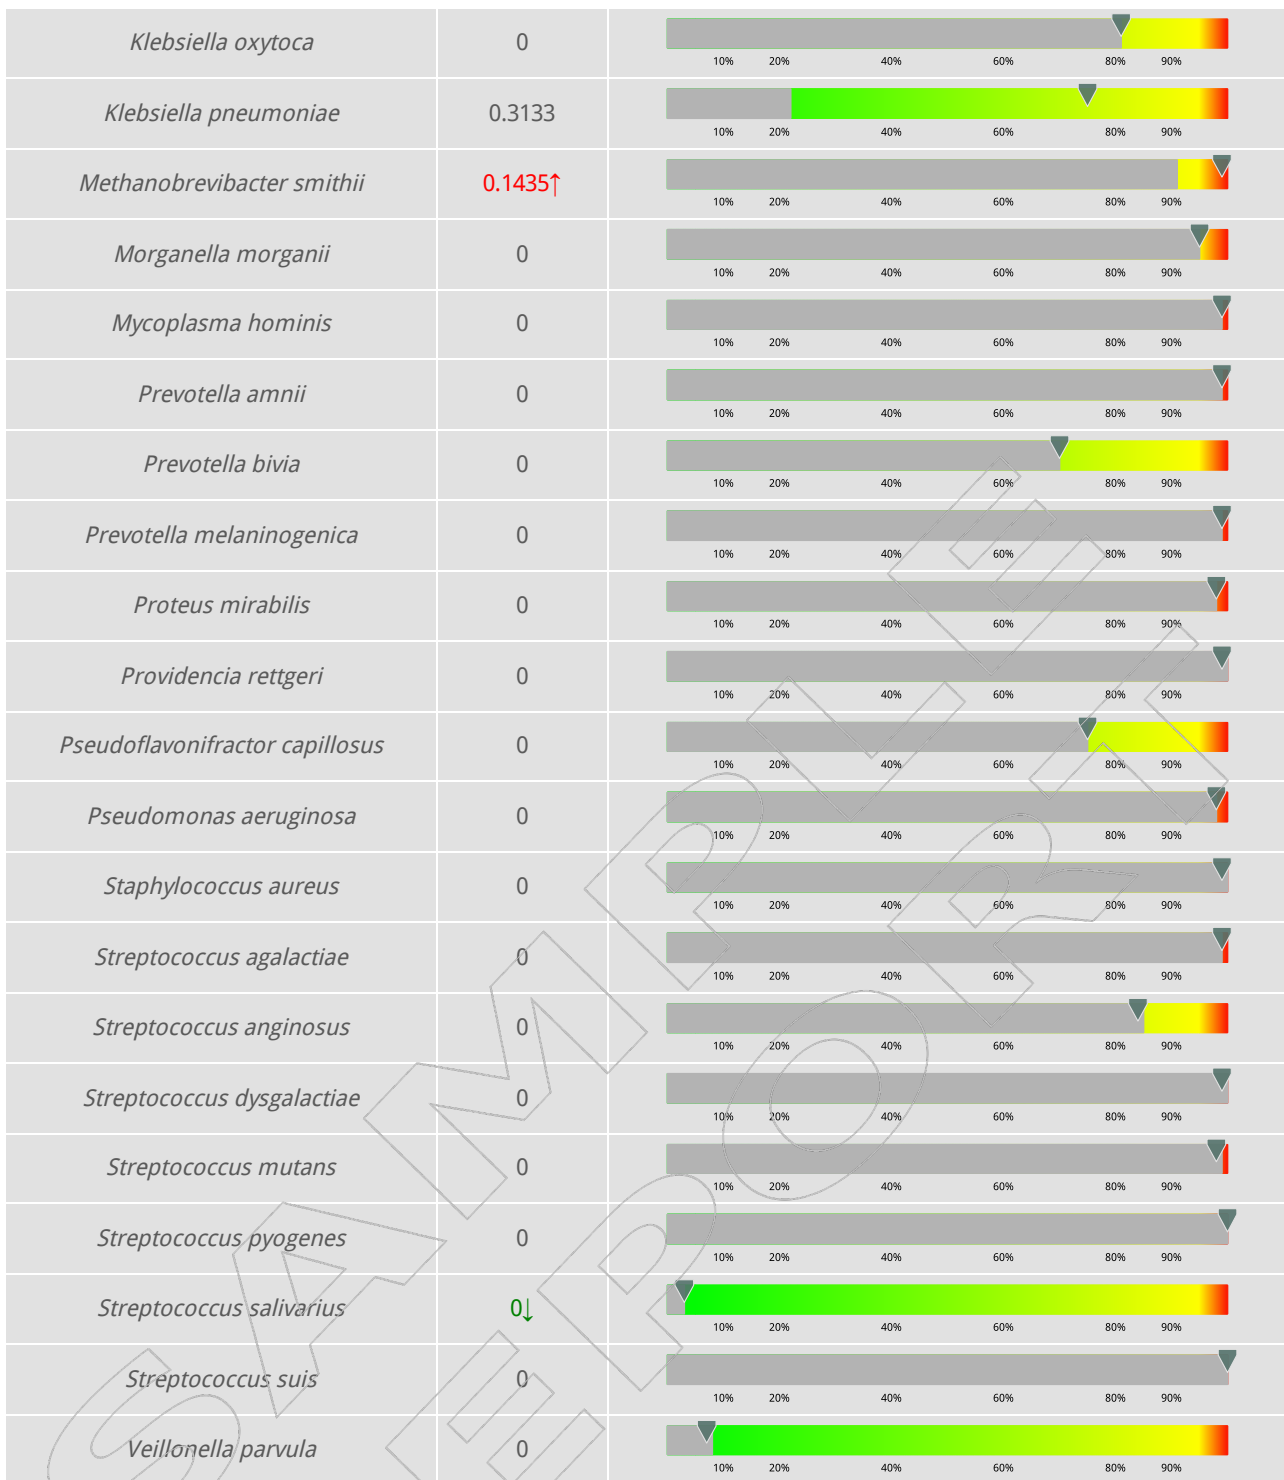 Klebsiella oxytoca 0
10% 20% 40% 60% 80% 90%
Klebsiella pneumoniae 0.3133
10% 20% 40% 60% 80% 90%
Methanobrevibacter smithii 0.1435↑
10% 20% 40% 60% 80% 90%
Morganella morganii 0
10% 20% 40% 60% 80% 90%
Mycoplasma hominis 0
10% 20% 40% 60% 80% 90%
Prevotella amnii 0
10% 20% 40% 60% 80% 90%
Prevotella bivia 0
10% 20% 40% 60% 80% 90%
Prevotella melaninogenica 0
10% 20% 40% 60% 80% 90%
Proteus mirabilis 0
10% 20% 40% 60% 80% 90%
Providencia rettgeri 0
10% 20% 40% 60% 80% 90%
Pseudoflavonifractor capillosus 0
10% 20% 40% 60% 80% 90%
Pseudomonas aeruginosa 0
10% 20% 40% 60% 80% 90%
Staphylococcus aureus 0
10% 20% 40% 60% 80% 90%
Streptococcus agalactiae 0
10% 20% 40% 60% 80% 90%
Streptococcus anginosus 0
10% 20% 40% 60% 80% 90%
Streptococcus dysgalactiae 0
10% 20% 40% 60% 80% 90%
Streptococcus mutans 0
10% 20% 40% 60% 80% 90%
Streptococcus pyogenes 0
10% 20% 40% 60% 80% 90%
Streptococcus salivarius 0↓
10% 20% 40% 60% 80% 90%
Streptococcus suis 0
10% 20% 40% 60% 80% 90%
Veillonella parvula 0
10% 20% 40% 60% 80% 90%
SAMPLE
EPORT